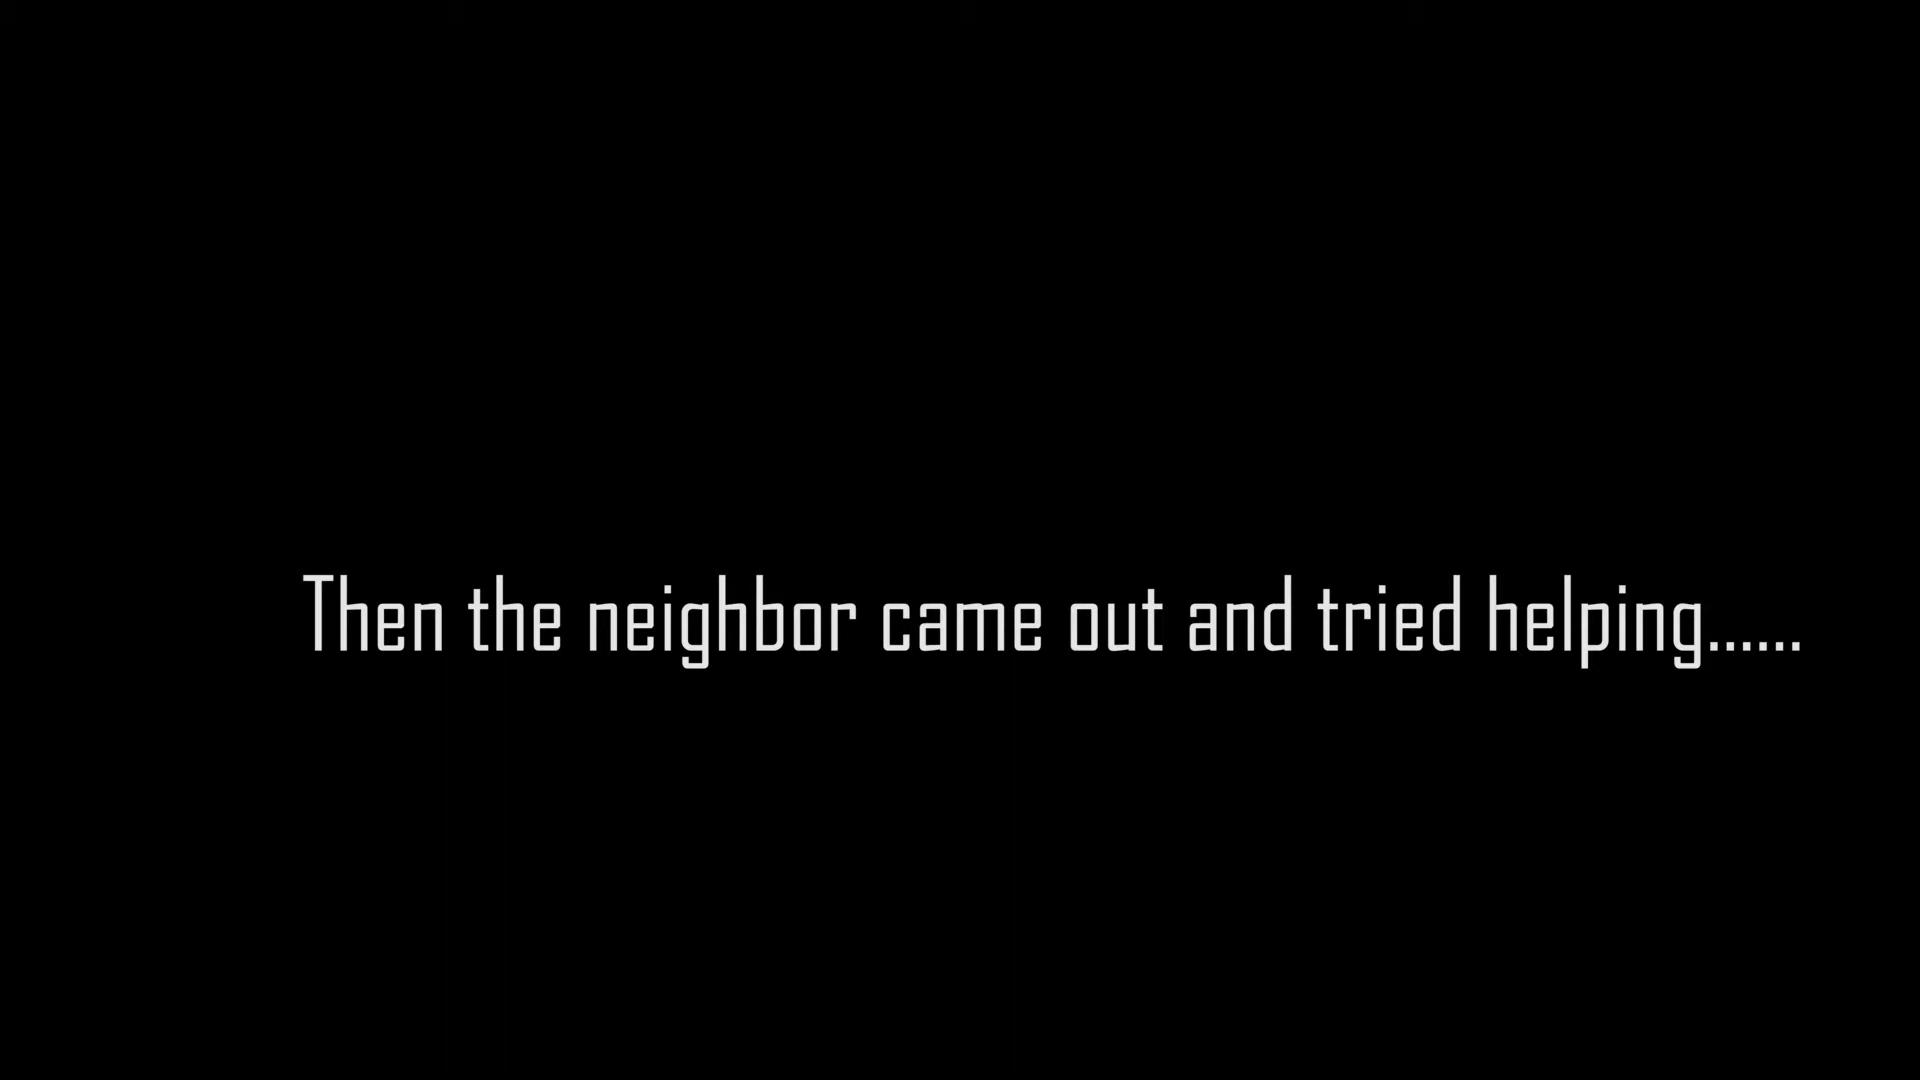 Then the neighbor came out and tried helping......